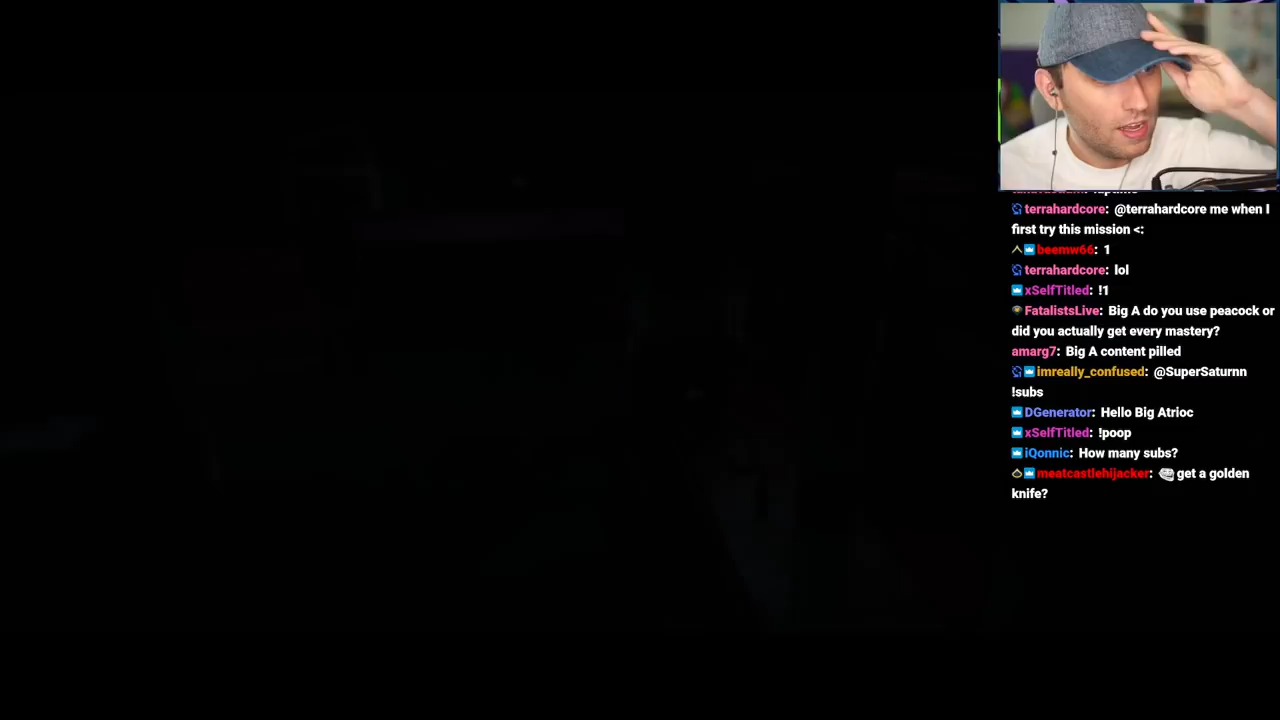 terrahardcore: @terrahardcore me when I
first try this mission <:
beemw66: 1
terrahardcore: lol
xSelfTitled: !1
FatalistsLive: Big A do you use peacock or
did you actually get every mastery?
amarg7: Big A content pilled
imreally_confused: @SuperSaturnn
!subs
DGenerator: Hello Big Atrioc
xSelfTitled: !poop
iQonnic: How many subs?
meatcastlehijacker: get a golden
knife?